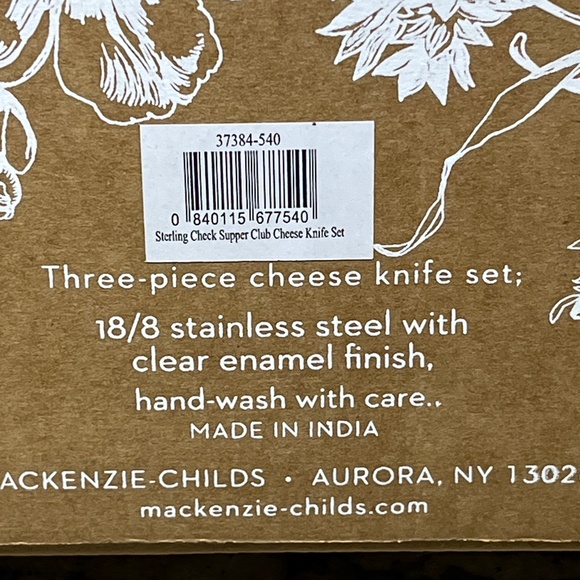 37384-540
0 840115 677540
Sterling Check Supper Club Cheese Knife Set
Three-piece cheese knife set;
18/8 stainless steel with
clear enamel finish,
hand-wash with care..
MADE IN INDIA
ACKENZIE-CHILDS • AURORA, NY 1302
mackenzie-childs.com